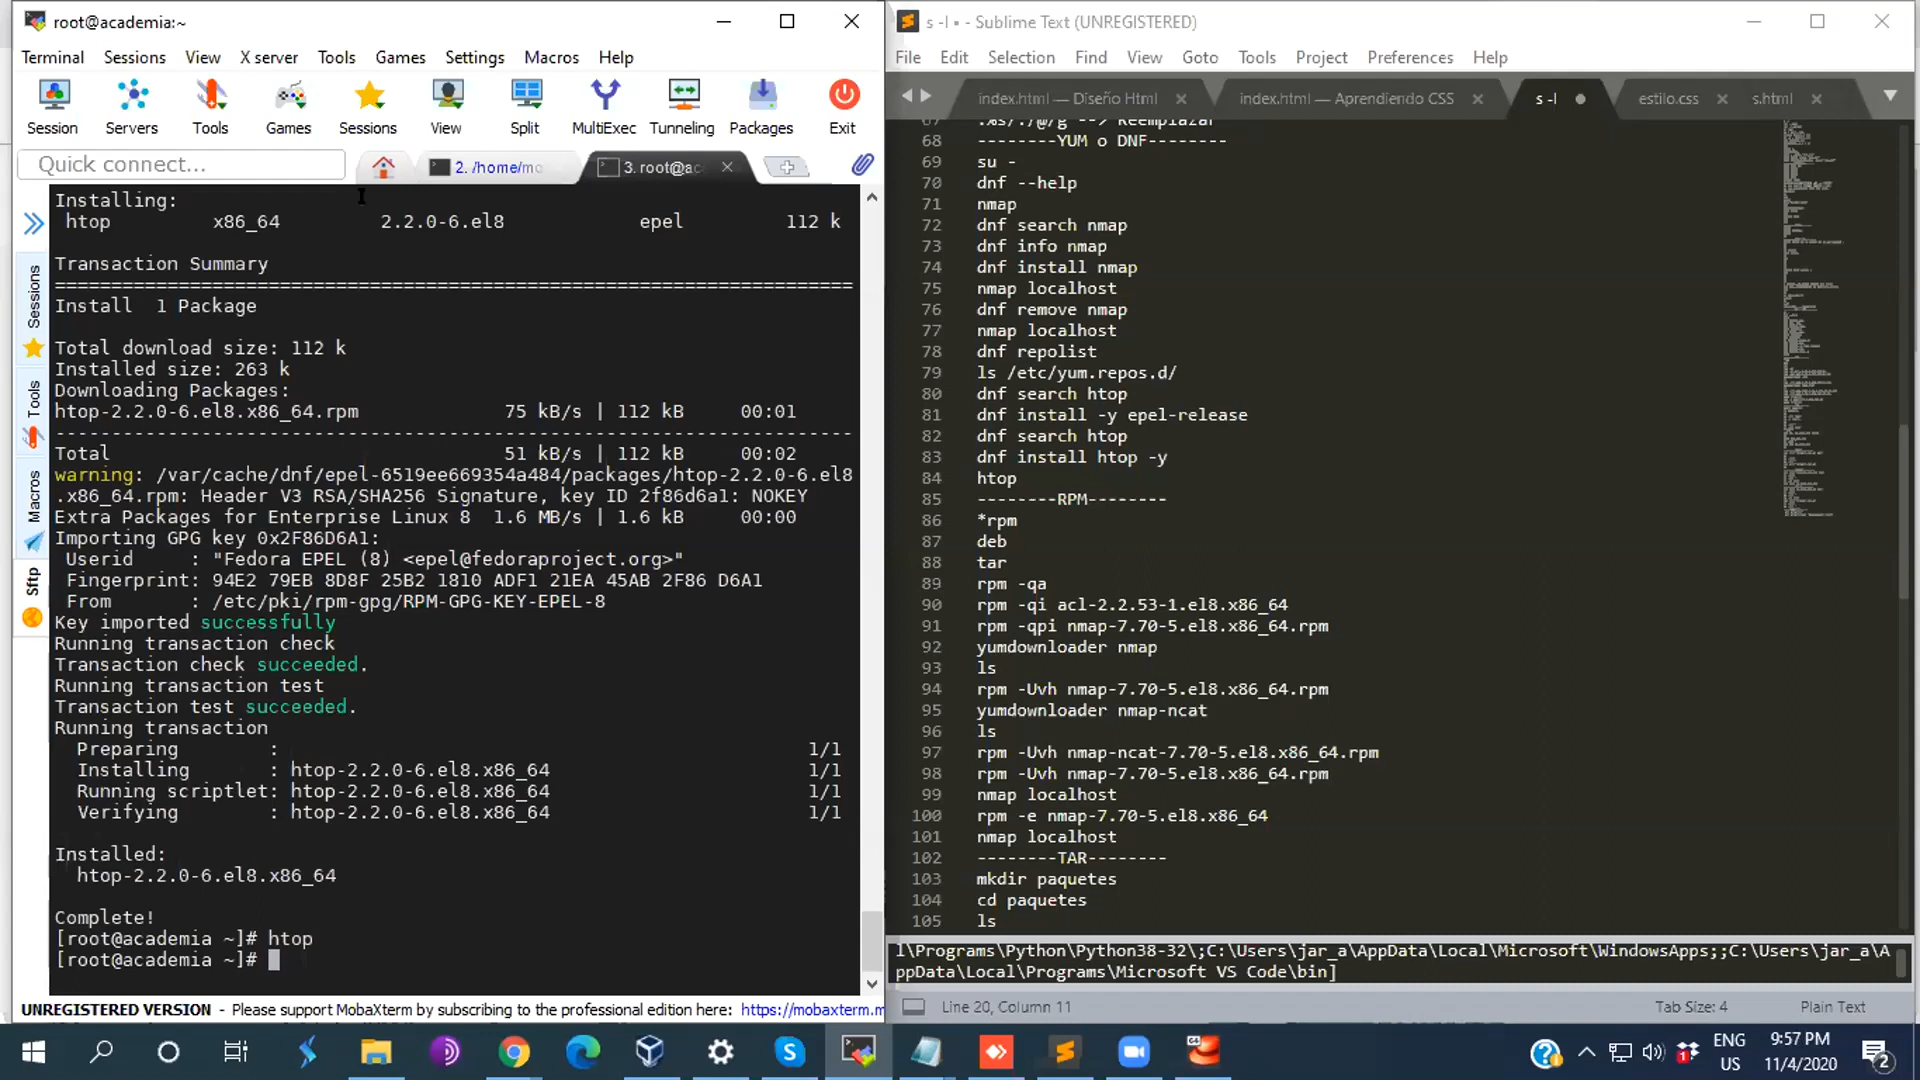 root@academia:~
Terminal Sessions View X server Tools Games Settings Macros Help
Session Servers Tools Games Sessions View Split MultiExec Tunneling Packages Exit
Quick connect...
2. /home/mo
3. root@ac
Sessions
Tools
Macros
Sftp
Installing:
htop x86_64 2.2.0-6.el8 epel 112 k
Transaction Summary
================================================================================
Install 1 Package
Total download size: 112 k
Installed size: 263 k
Downloading Packages:
htop-2.2.0-6.el8.x86_64.rpm 75 kB/s | 112 kB 00:01
--------------------------------------------------------------------------------
Total 51 kB/s | 112 kB 00:02
warning: /var/cache/dnf/epel-6519ee669354a484/packages/htop-2.2.0-6.el8
.x86_64.rpm: Header V3 RSA/SHA256 Signature, key ID 2f86d6a1: NOKEY
Extra Packages for Enterprise Linux 8 1.6 MB/s | 1.6 kB 00:00
Importing GPG key 0x2F86D6A1:
Userid : "Fedora EPEL (8) <epel@fedoraproject.org>"
Fingerprint: 94E2 79EB 8D8F 25B2 1810 ADF1 21EA 45AB 2F86 D6A1
From : /etc/pki/rpm-gpg/RPM-GPG-KEY-EPEL-8
Key imported successfully
Running transaction check
Transaction check succeeded.
Running transaction test
Transaction test succeeded.
Running transaction
Preparing : 1/1
Installing : htop-2.2.0-6.el8.x86_64 1/1
Running scriptlet: htop-2.2.0-6.el8.x86_64 1/1
Verifying : htop-2.2.0-6.el8.x86_64 1/1
Installed:
htop-2.2.0-6.el8.x86_64
Complete!
[root@academia ~]# htop
[root@academia ~]#
UNREGISTERED VERSION - Please support MobaXterm by subscribing to the professional edition here: https://mobaxterm.m
s -l • - Sublime Text (UNREGISTERED)
File Edit Selection Find View Goto Tools Project Preferences Help
index.html — Diseño Html
index.html — Aprendiendo CSS
s -l
estilo.css
s.html
67 :%s/./@/g --> Reemplazar
68 --------YUM o DNF--------
69 su -
70 dnf --help
71 nmap
72 dnf search nmap
73 dnf info nmap
74 dnf install nmap
75 nmap localhost
76 dnf remove nmap
77 nmap localhost
78 dnf repolist
79 ls /etc/yum.repos.d/
80 dnf search htop
81 dnf install -y epel-release
82 dnf search htop
83 dnf install htop -y
84 htop
85 --------RPM--------
86 *rpm
87 deb
88 tar
89 rpm -qa
90 rpm -qi acl-2.2.53-1.el8.x86_64
91 rpm -qpi nmap-7.70-5.el8.x86_64.rpm
92 yumdownloader nmap
93 ls
94 rpm -Uvh nmap-7.70-5.el8.x86_64.rpm
95 yumdownloader nmap-ncat
96 ls
97 rpm -Uvh nmap-ncat-7.70-5.el8.x86_64.rpm
98 rpm -Uvh nmap-7.70-5.el8.x86_64.rpm
99 nmap localhost
100 rpm -e nmap-7.70-5.el8.x86_64
101 nmap localhost
102 --------TAR--------
103 mkdir paquetes
104 cd paquetes
105 ls
l\Programs\Python\Python38-32\;C:\Users\jar_a\AppData\Local\Microsoft\WindowsApps;;C:\Users\jar_a\A
ppData\Local\Programs\Microsoft VS Code\bin]
Line 20, Column 11
Tab Size: 4
Plain Text
ENG
US
9:57 PM
11/4/2020
2